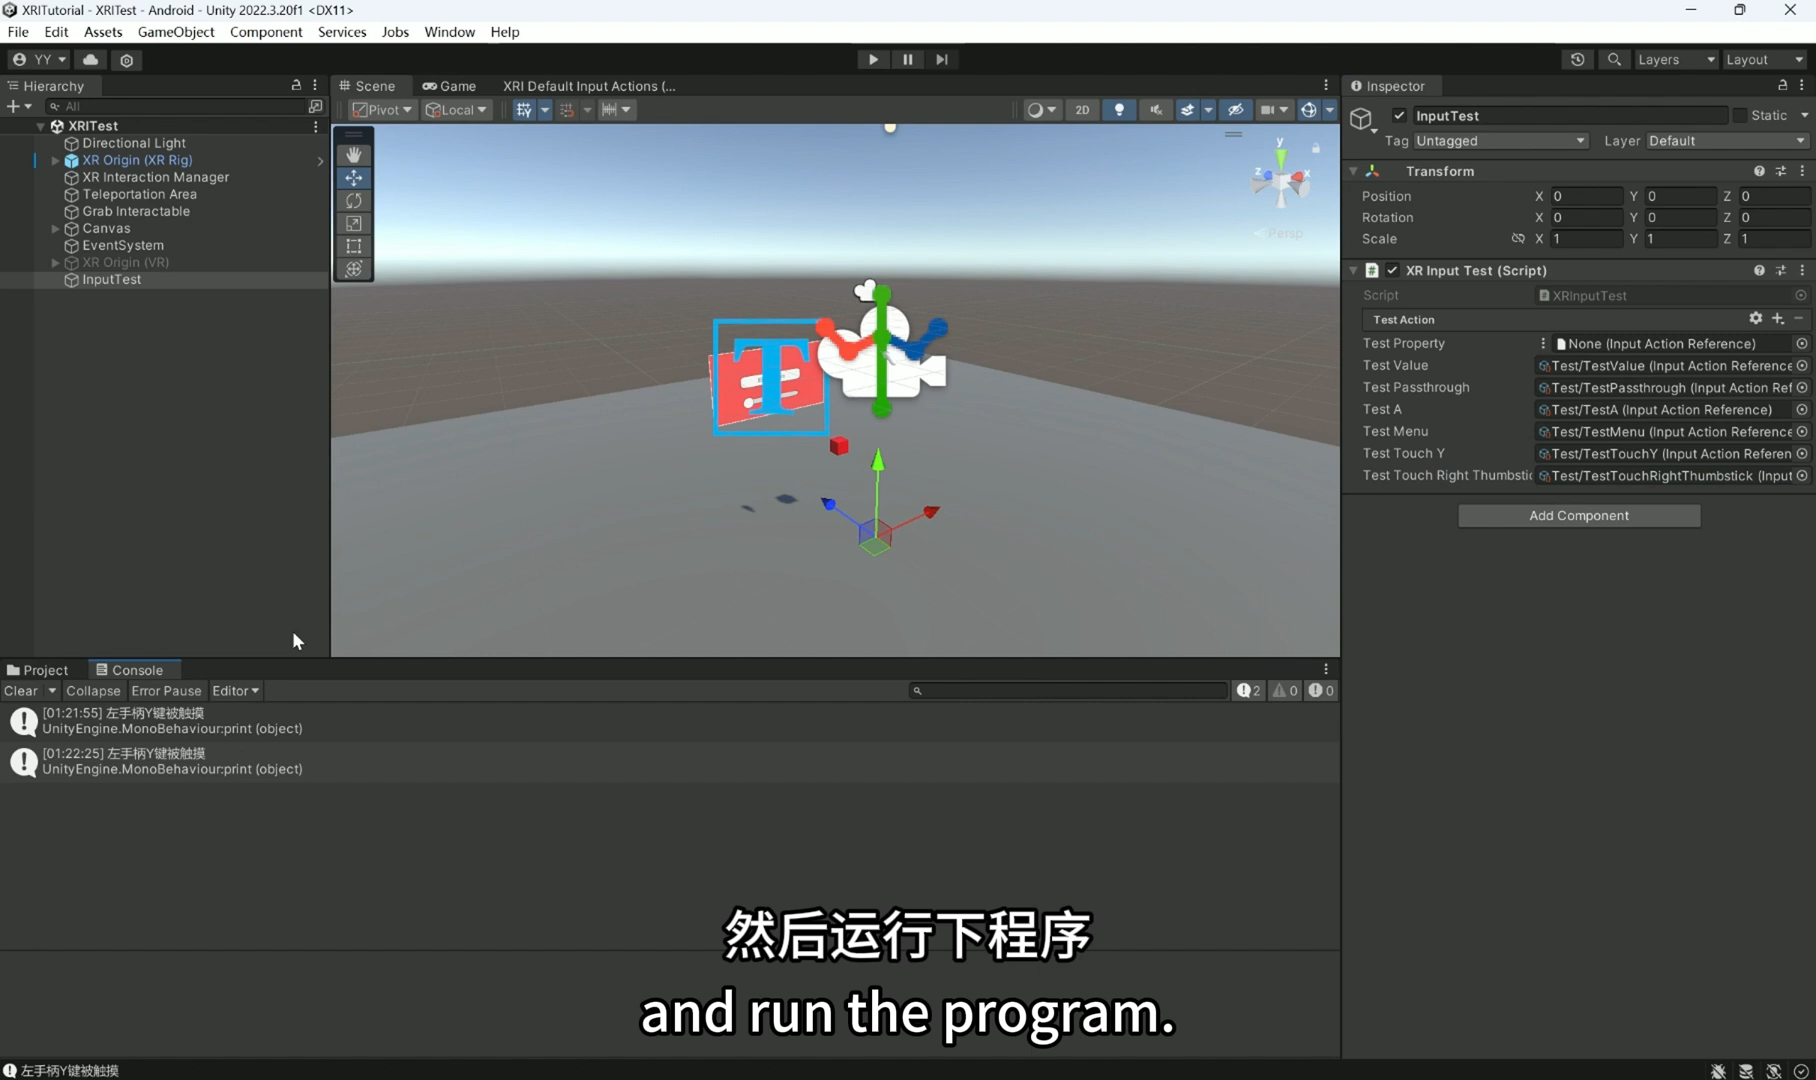 XRITutorial - XRITest - Android - Unity 2022.3.20f1 <DX11>
File Edit Assets GameObject Component Services Jobs Window Help
YY
Layers
Layout
Hierarchy
All
XRITest
Directional Light
XR Origin (XR Rig)
XR Interaction Manager
Teleportation Area
Grab Interactable
Canvas
EventSystem
XR Origin (VR)
InputTest
Scene
Game
XRI Default Input Actions (...
Pivot
Local
2D
y
z
x
Persp
T
Inspector
InputTest
Static
Tag Untagged
Layer Default
Transform
Position X 0 Y 0 Z 0
Rotation X 0 Y 0 Z 0
Scale X 1 Y 1 Z 1
# XR Input Test (Script)
Script XRInputTest
Test Action
Test Property None (Input Action Reference)
Test Value Test/TestValue (Input Action Reference
Test Passthrough Test/TestPassthrough (Input Action Ref
Test A Test/TestA (Input Action Reference)
Test Menu Test/TestMenu (Input Action Reference
Test Touch Y Test/TestTouchY (Input Action Referen
Test Touch Right Thumbstic Test/TestTouchRightThumbstick (Input
Add Component
Project
Console
Clear
Collapse
Error Pause
Editor
2
0
0
[01:21:55] 左手柄Y键被触摸
UnityEngine.MonoBehaviour:print (object)
[01:22:25] 左手柄Y键被触摸
UnityEngine.MonoBehaviour:print (object)
然后运行下程序
and run the program.
左手柄Y键被触摸